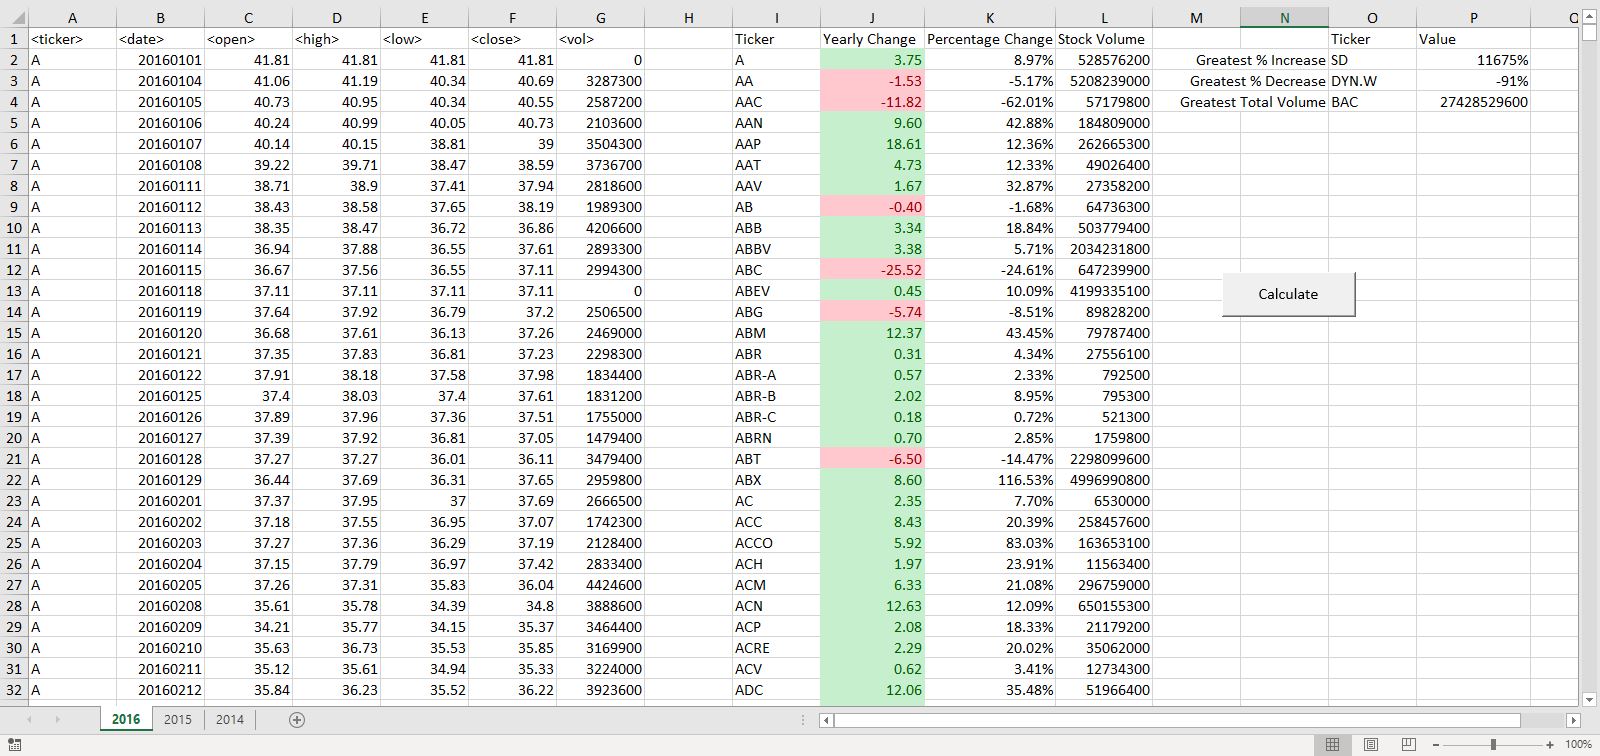 A B C D E F G H I J K L M N O P Q
1 <ticker> <date> <open> <high> <low> <close> <vol> Ticker Yearly Change Percentage Change Stock Volume Ticker Value
2 A 20160101 41.81 41.81 41.81 41.81 0 A 3.75 8.97% 528576200 Greatest % Increase SD 11675%
3 A 20160104 41.06 41.19 40.34 40.69 3287300 AA -1.53 -5.17% 5208239000 Greatest % Decrease DYN.W -91%
4 A 20160105 40.73 40.95 40.34 40.55 2587200 AAC -11.82 -62.01% 57179800 Greatest Total Volume BAC 27428529600
5 A 20160106 40.24 40.99 40.05 40.73 2103600 AAN 9.60 42.88% 184809000
6 A 20160107 40.14 40.15 38.81 39 3504300 AAP 18.61 12.36% 262665300
7 A 20160108 39.22 39.71 38.47 38.59 3736700 AAT 4.73 12.33% 49026400
8 A 20160111 38.71 38.9 37.41 37.94 2818600 AAV 1.67 32.87% 27358200
9 A 20160112 38.43 38.58 37.65 38.19 1989300 AB -0.40 -1.68% 64736300
10 A 20160113 38.35 38.47 36.72 36.86 4206600 ABB 3.34 18.84% 503779400
11 A 20160114 36.94 37.88 36.55 37.61 2893300 ABBV 3.38 5.71% 2034231800
12 A 20160115 36.67 37.56 36.55 37.11 2994300 ABC -25.52 -24.61% 647239900
13 A 20160118 37.11 37.11 37.11 37.11 0 ABEV 0.45 10.09% 4199335100 Calculate
14 A 20160119 37.64 37.92 36.79 37.2 2506500 ABG -5.74 -8.51% 89828200
15 A 20160120 36.68 37.61 36.13 37.26 2469000 ABM 12.37 43.45% 79787400
16 A 20160121 37.35 37.83 36.81 37.23 2298300 ABR 0.31 4.34% 27556100
17 A 20160122 37.91 38.18 37.58 37.98 1834400 ABR-A 0.57 2.33% 792500
18 A 20160125 37.4 38.03 37.4 37.61 1831200 ABR-B 2.02 8.95% 795300
19 A 20160126 37.89 37.96 37.36 37.51 1755000 ABR-C 0.18 0.72% 521300
20 A 20160127 37.39 37.92 36.81 37.05 1479400 ABRN 0.70 2.85% 1759800
21 A 20160128 37.27 37.27 36.01 36.11 3479400 ABT -6.50 -14.47% 2298099600
22 A 20160129 36.44 37.69 36.31 37.65 2959800 ABX 8.60 116.53% 4996990800
23 A 20160201 37.37 37.95 37 37.69 2666500 AC 2.35 7.70% 6530000
24 A 20160202 37.18 37.55 36.95 37.07 1742300 ACC 8.43 20.39% 258457600
25 A 20160203 37.27 37.36 36.29 37.19 2128400 ACCO 5.92 83.03% 163653100
26 A 20160204 37.15 37.79 36.97 37.42 2833400 ACH 1.97 23.91% 11563400
27 A 20160205 37.26 37.31 35.83 36.04 4424600 ACM 6.33 21.08% 296759000
28 A 20160208 35.61 35.78 34.39 34.8 3888600 ACN 12.63 12.09% 650155300
29 A 20160209 34.21 35.77 34.15 35.37 3464400 ACP 2.08 18.33% 21179200
30 A 20160210 35.63 36.73 35.53 35.85 3169900 ACRE 2.29 20.02% 35062000
31 A 20160211 35.12 35.61 34.94 35.33 3224000 ACV 0.62 3.41% 12734300
32 A 20160212 35.84 36.23 35.52 36.22 3923600 ADC 12.06 35.48% 51966400
2016 2015 2014
100%